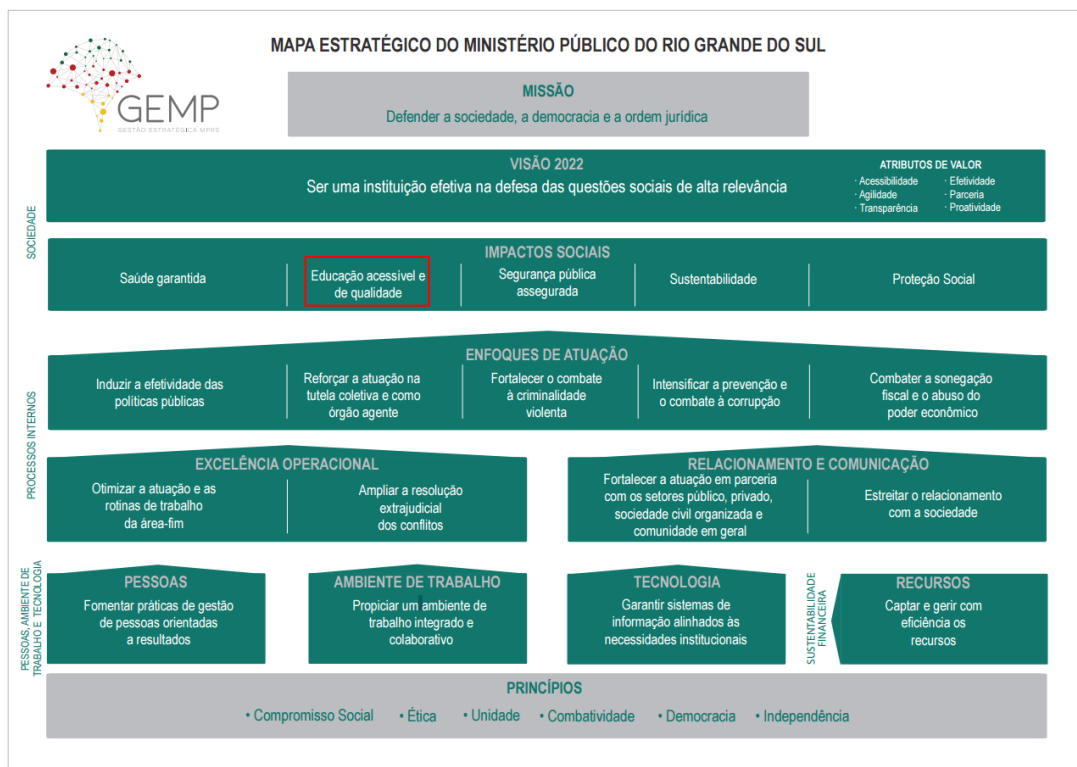 MAPA ESTRATÉGICO DO MINISTÉRIO PÚBLICO DO RIO GRANDE DO SUL
GEMP
GESTÃO ESTRATÉGICA MPRS
MISSÃO
Defender a sociedade, a democracia e a ordem jurídica
SOCIEDADE
VISÃO 2022
Ser uma instituição efetiva na defesa das questões sociais de alta relevância
ATRIBUTOS DE VALOR
· Acessibilidade
· Agilidade
· Transparência
· Efetividade
· Parceria
· Proatividade
IMPACTOS SOCIAIS
Saúde garantida
Educação acessível e
de qualidade
Segurança pública
assegurada
Sustentabilidade
Proteção Social
PROCESSOS INTERNOS
ENFOQUES DE ATUAÇÃO
Induzir a efetividade das
políticas públicas
Reforçar a atuação na
tutela coletiva e como
órgão agente
Fortalecer o combate
à criminalidade
violenta
Intensificar a prevenção e
o combate à corrupção
Combater a sonegação
fiscal e o abuso do
poder econômico
EXCELÊNCIA OPERACIONAL
Otimizar a atuação e as
rotinas de trabalho
da área-fim
Ampliar a resolução
extrajudicial
dos conflitos
RELACIONAMENTO E COMUNICAÇÃO
Fortalecer a atuação em parceria
com os setores público, privado,
sociedade civil organizada e
comunidade em geral
Estreitar o relacionamento
com a sociedade
PESSOAS, AMBIENTE DE
TRABALHO E TECNOLOGIA
PESSOAS
Fomentar práticas de gestão
de pessoas orientadas
a resultados
AMBIENTE DE TRABALHO
Propiciar um ambiente de
trabalho integrado e
colaborativo
TECNOLOGIA
Garantir sistemas de
informação alinhados às
necessidades institucionais
SUSTENTABILIDADE
FINANCEIRA
RECURSOS
Captar e gerir com
eficiência os
recursos
PRINCÍPIOS
• Compromisso Social • Ética • Unidade • Combatividade • Democracia • Independência